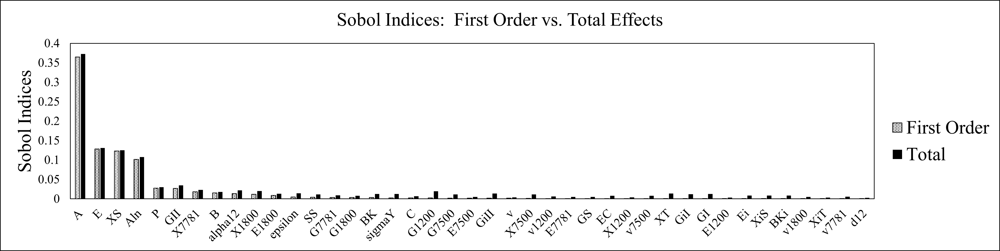 Sobol Indices:  First Order vs. Total Effects
Sobol Indices
0.4
0.35
0.3
0.25
0.2
0.15
0.1
0.05
0
A
E
XS
Aln
P
GII
X7781
B
alpha12
X1800
E1800
epsilon
SS
G7781
G1800
BK
sigmaY
C
G1200
G7500
E7500
GiII
v
X7500
v1200
E7781
GS
EC
X1200
v7500
XT
GiI
GI
E1200
Ei
XiS
BKi
v1800
XiT
v7781
d12
First Order
Total